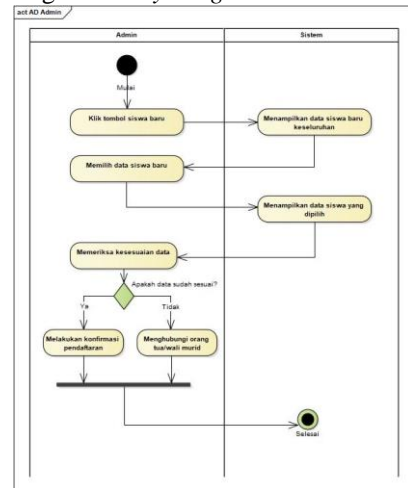 act AD Admin
Admin
Sistem
Mulai
Klik tombol siswa baru
Menampilkan data siswa baru
keseluruhan
Memilih data siswa baru
Menampilkan data siswa yang
dipilih
Memeriksa kesesuaian data
Apakah data sudah sesuai?
Ya
Tidak
Melakukan konfirmasi
pendaftaran
Menghubungi orang
tua/wali murid
Selesai